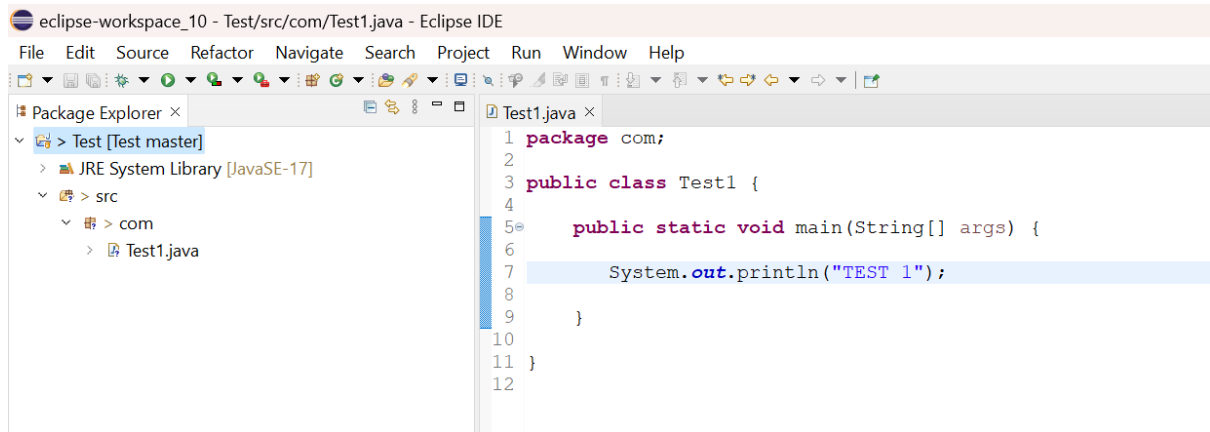 eclipse-workspace_10 - Test/src/com/Test1.java - Eclipse IDE
File Edit Source Refactor Navigate Search Project Run Window Help
Package Explorer
> Test [Test master]
JRE System Library [JavaSE-17]
> src
> com
Test1.java
Test1.java
1 package com;
2
3 public class Test1 {
4
5 public static void main(String[] args) {
6
7 System.out.println("TEST 1");
8
9 }
10
11 }
12